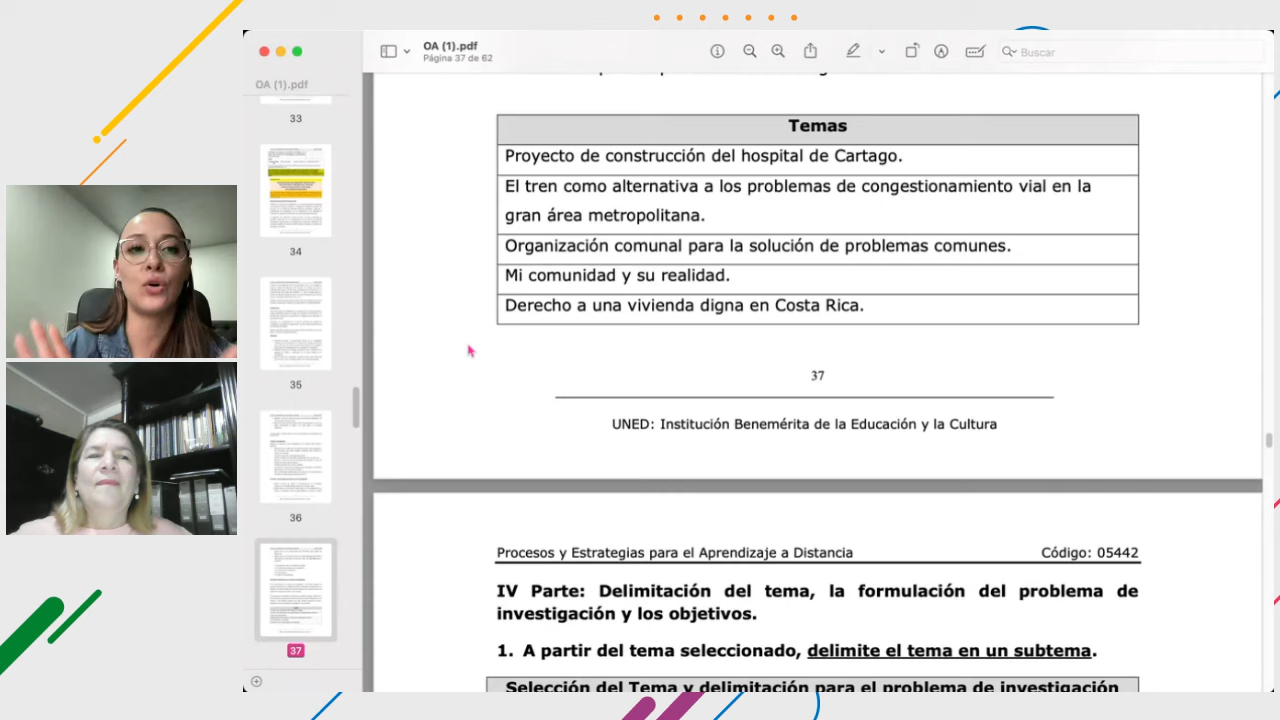 OA (1).pdf
Página 37 de 62
Buscar
OA (1).pdf
33
34
35
36
37
Temas
Proyecto de construcción del hospital de Cartago.
El tren como alternativa a los problemas de congestionamiento vial en la
gran área metropolitana.
Organización comunal para la solución de problemas comunes.
Mi comunidad y su realidad.
Derecho a una vivienda digna en Costa Rica.
37
UNED: Institución Benemérita de la Educación y la Cultura
Procesos y Estrategias para el Aprendizaje a Distancia
Código: 05442
IV Parte. Delimitación del tema, la formulación del problema de
investigación y los objetivos.
1. A partir del tema seleccionado, delimite el tema en un subtema.
Selección del Tema y delimitación para el problema de investigación